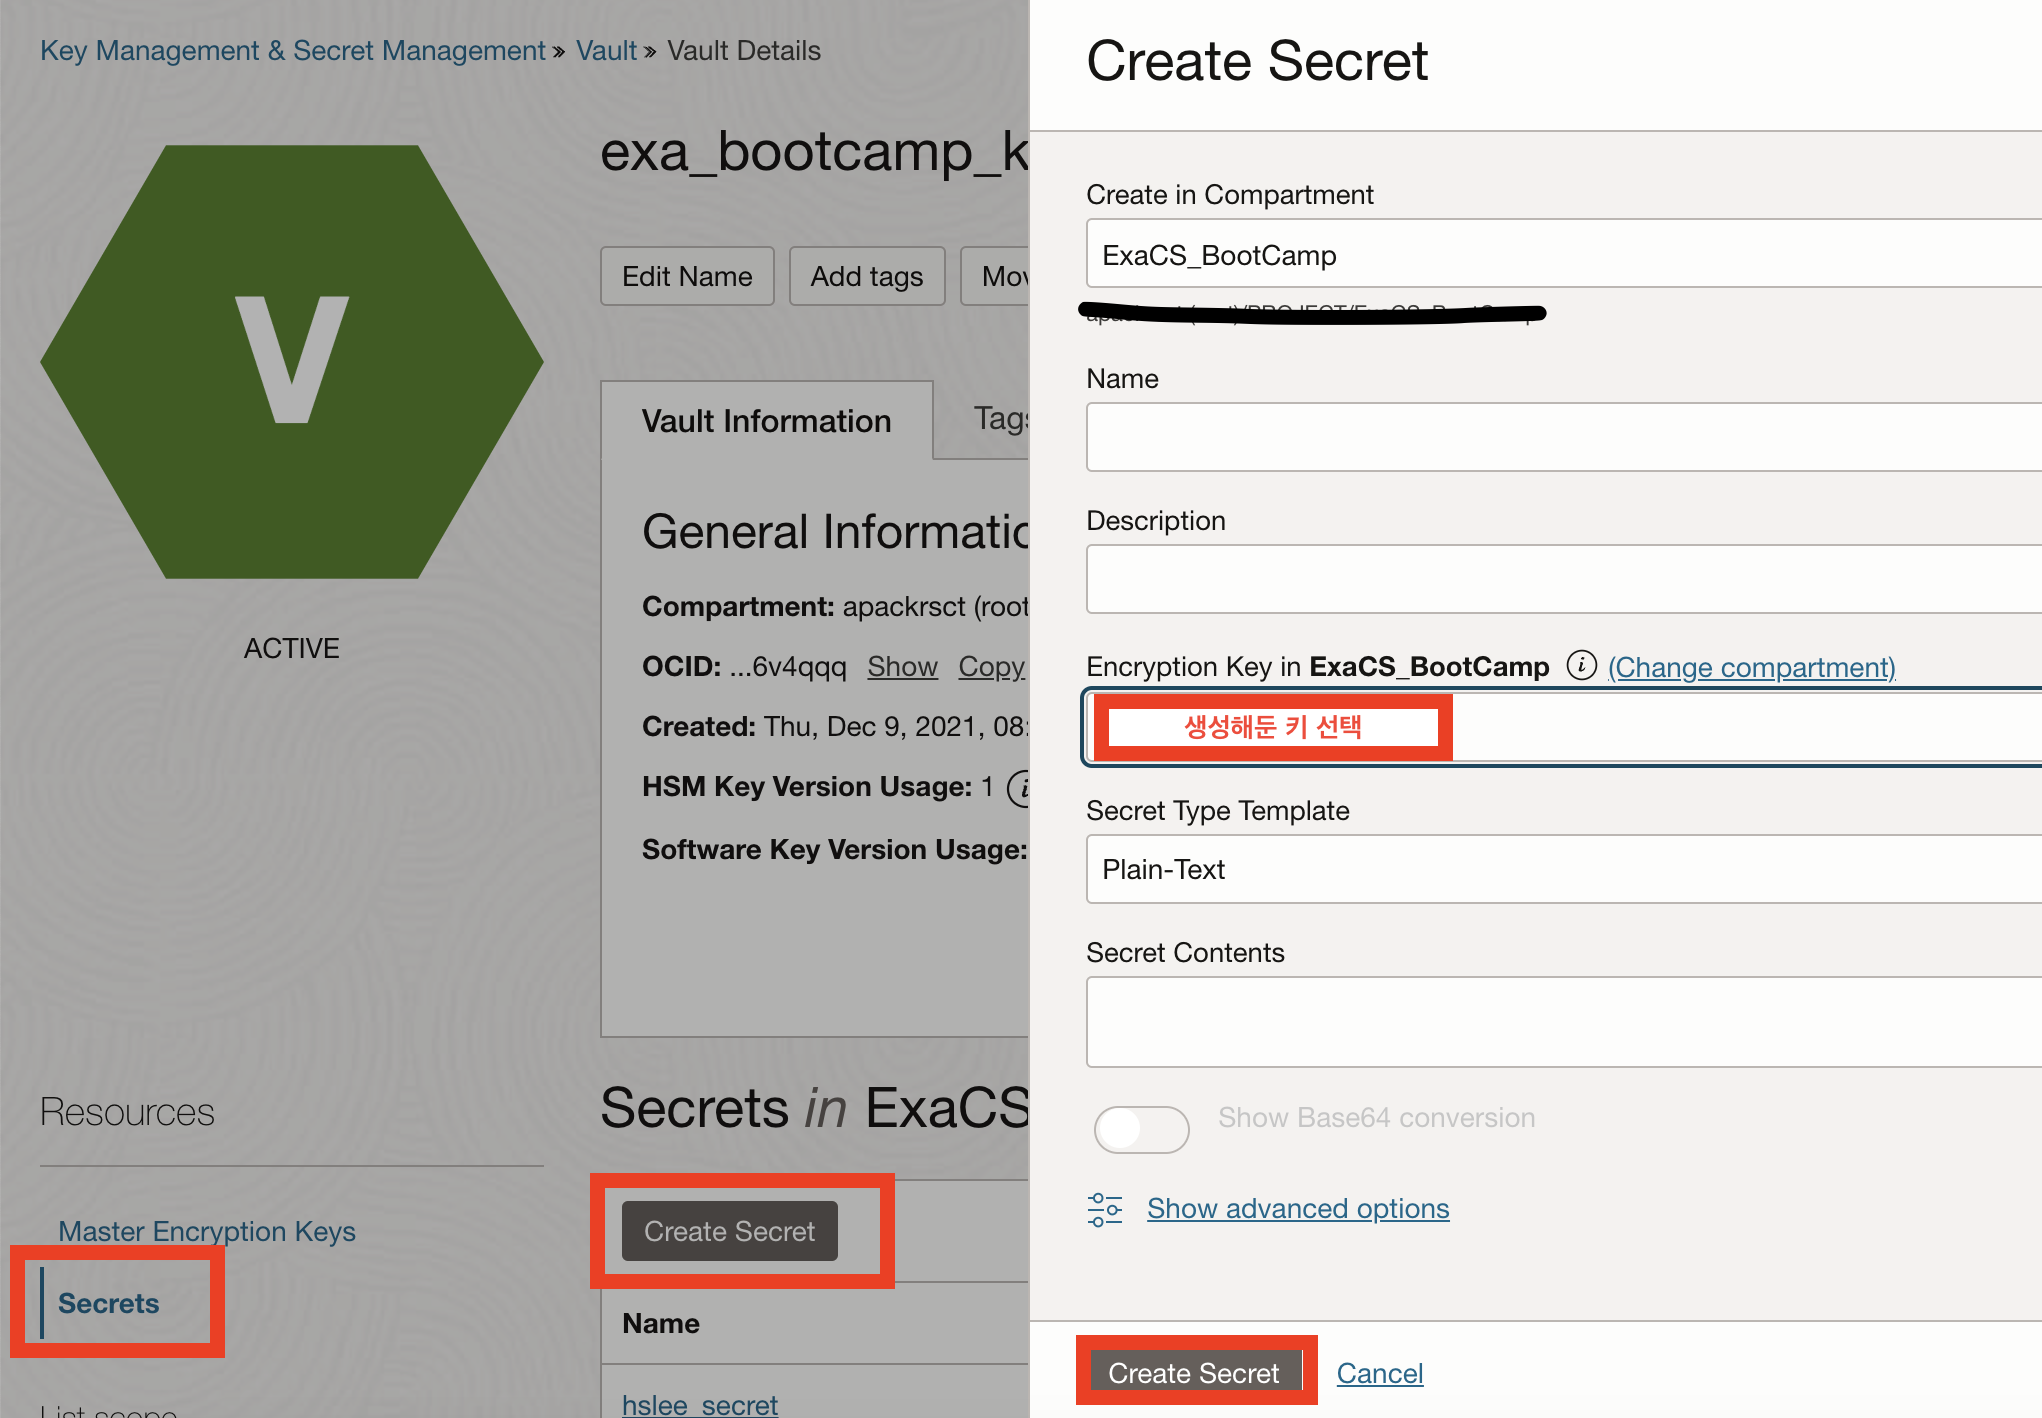 Key Management & Secret Management » Vault » Vault Details
V
ACTIVE
exa_bootcamp_k
Edit Name
Add tags
Mov
Vault Information
Tags
General Informatio
Compartment: apackrsct (root
OCID: ...6v4qqq Show Copy
Created: Thu, Dec 9, 2021, 08:
HSM Key Version Usage: 1 i
Software Key Version Usage:
Resources
Master Encryption Keys
Secrets
List scope
Secrets in ExaCS
Create Secret
Name
hslee_secret
Create Secret
Create in Compartment
ExaCS_BootCamp
Name
Description
Encryption Key in ExaCS_BootCamp i (Change compartment)
생성해둔 키 선택
Secret Type Template
Plain-Text
Secret Contents
Show Base64 conversion
Show advanced options
Create Secret
Cancel